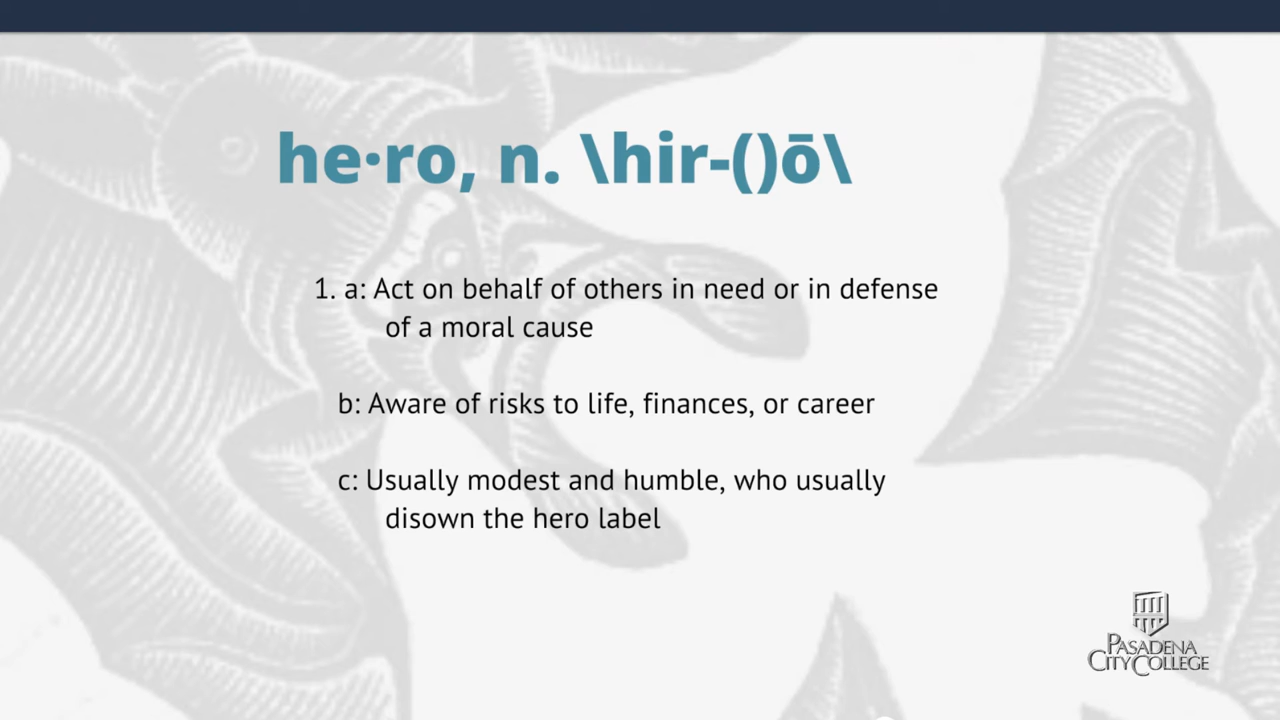 he·ro, n. \hir-()ō\
1. a: Act on behalf of others in need or in defense
of a moral cause
b: Aware of risks to life, finances, or career
c: Usually modest and humble, who usually
disown the hero label
PASADENA
CITY COLLEGE